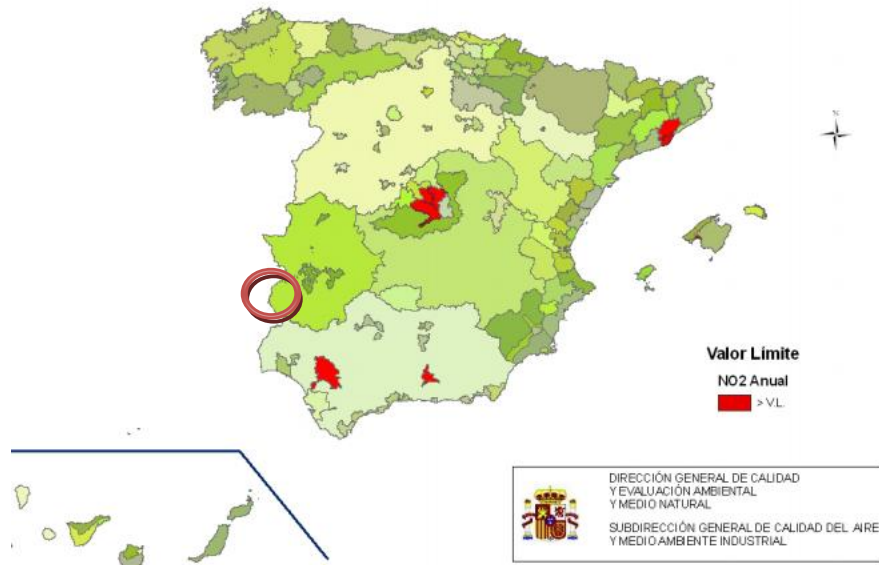 N
Valor Límite
NO2 Anual
> V.L.
DIRECCIÓN GENERAL DE CALIDAD
Y EVALUACIÓN AMBIENTAL
Y MEDIO NATURAL
SUBDIRECCIÓN GENERAL DE CALIDAD DEL AIRE
Y MEDIO AMBIENTE INDUSTRIAL